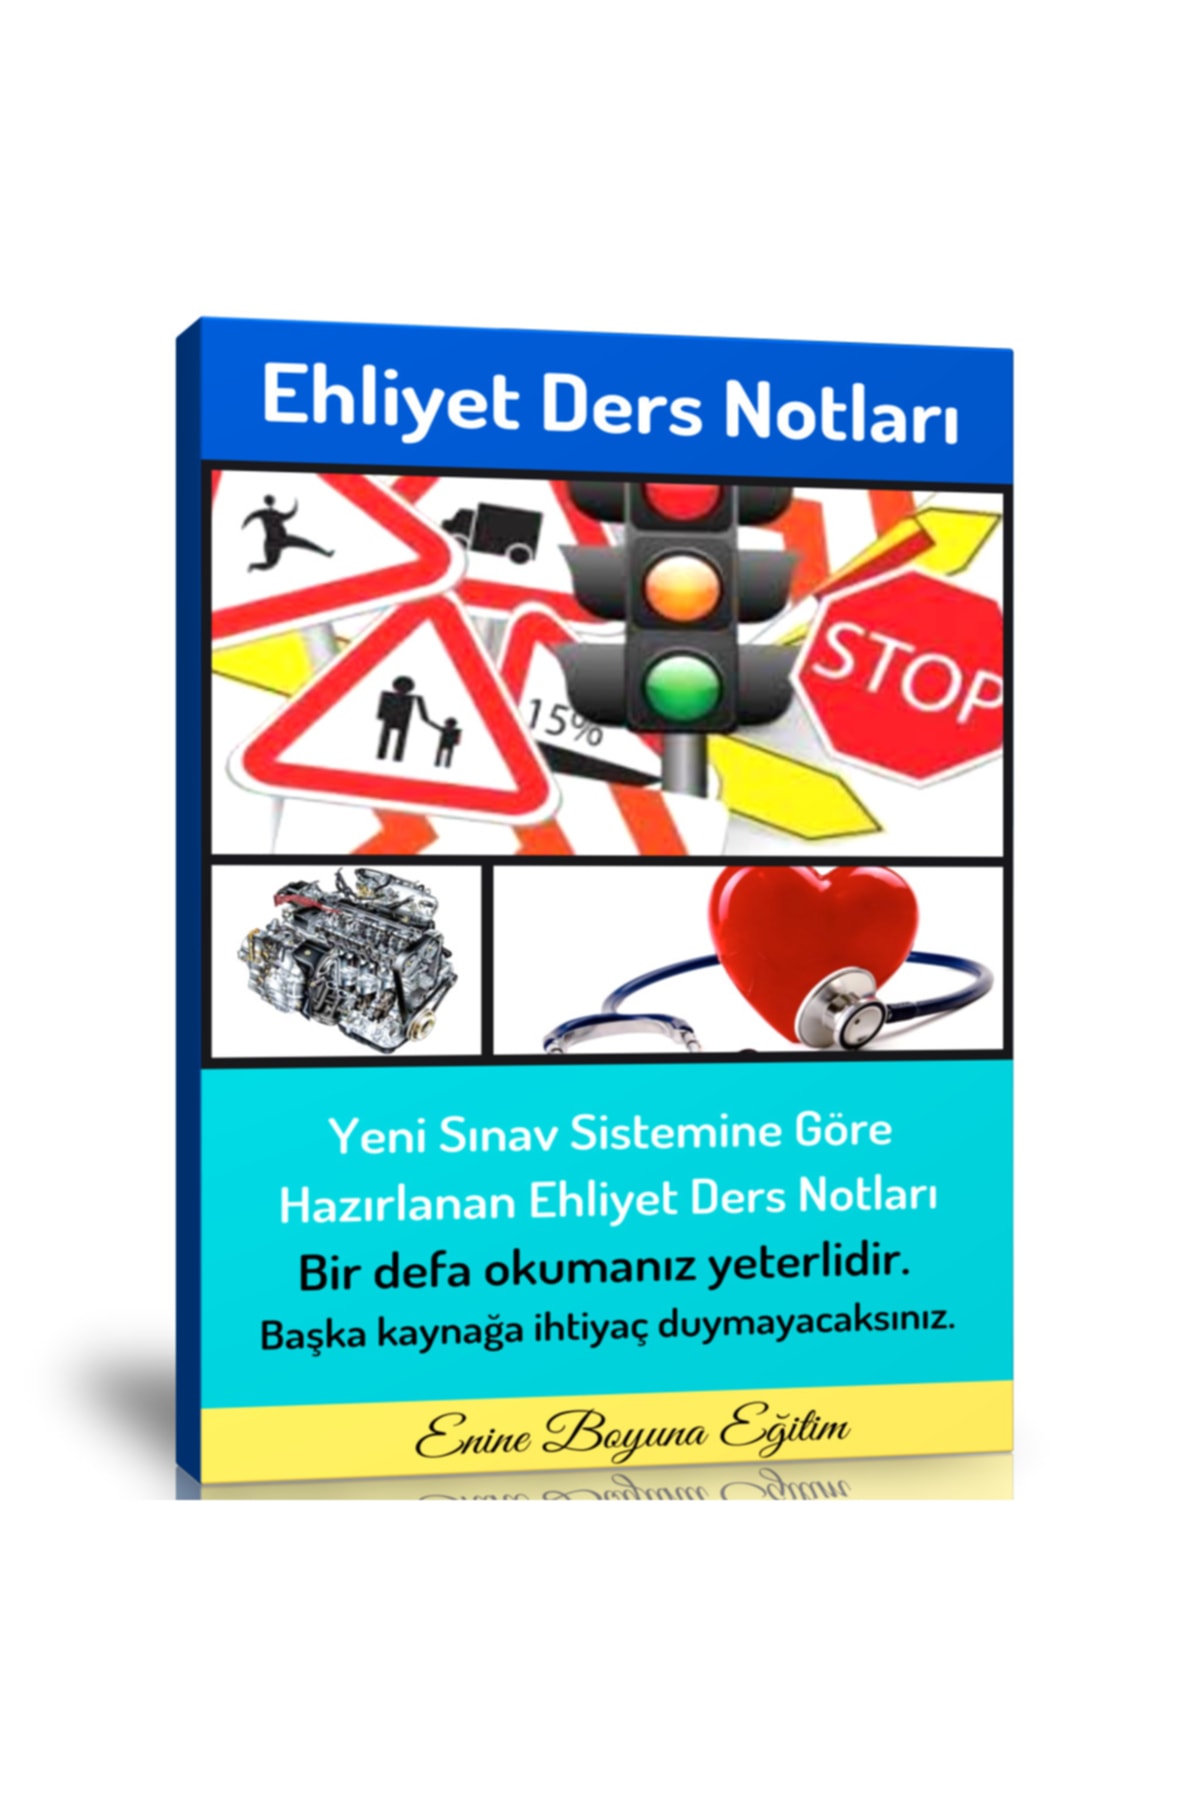 Ehliyet Ders Notları
15%
STOP
Yeni Sınav Sistemine Göre
Hazırlanan Ehliyet Ders Notları
Bir defa okumanız yeterlidir.
Başka kaynağa ihtiyaç duymayacaksınız.
Enine Boyuna Eğitim